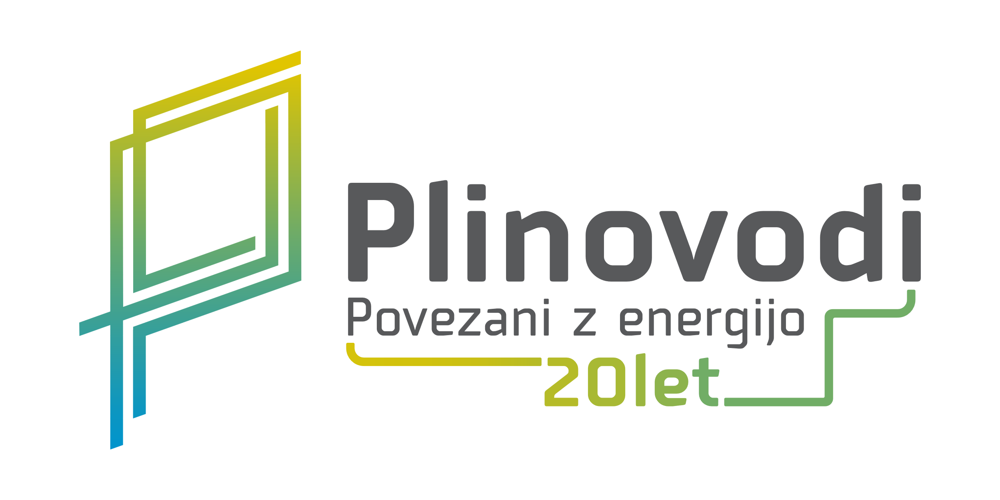 Plinovodi
Povezani z energijo
20let